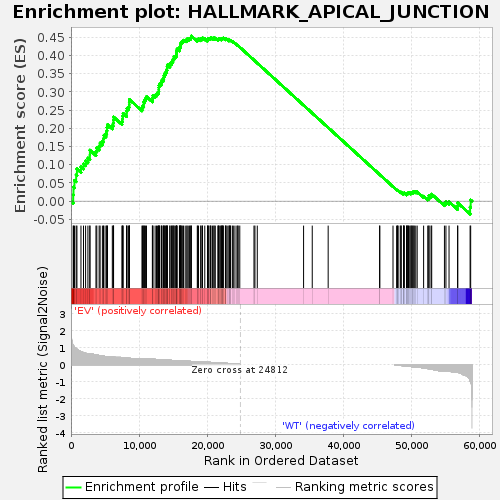 Enrichment plot: HALLMARK_APICAL_JUNCTION
Enrichment score (ES)
0.45
0.40
0.35
0.30
0.25
0.20
0.15
0.10
0.05
0.00
-0.05
'EV' (positively correlated)
Ranked list metric (Signal2Noise)
3
2
1
0
-1
-2
-3
-4
Zero cross at 24812
'WT' (negatively correlated)
0
10,000
20,000
30,000
40,000
50,000
60,000
Rank in Ordered Dataset
Enrichment profile
Hits
Ranking metric scores